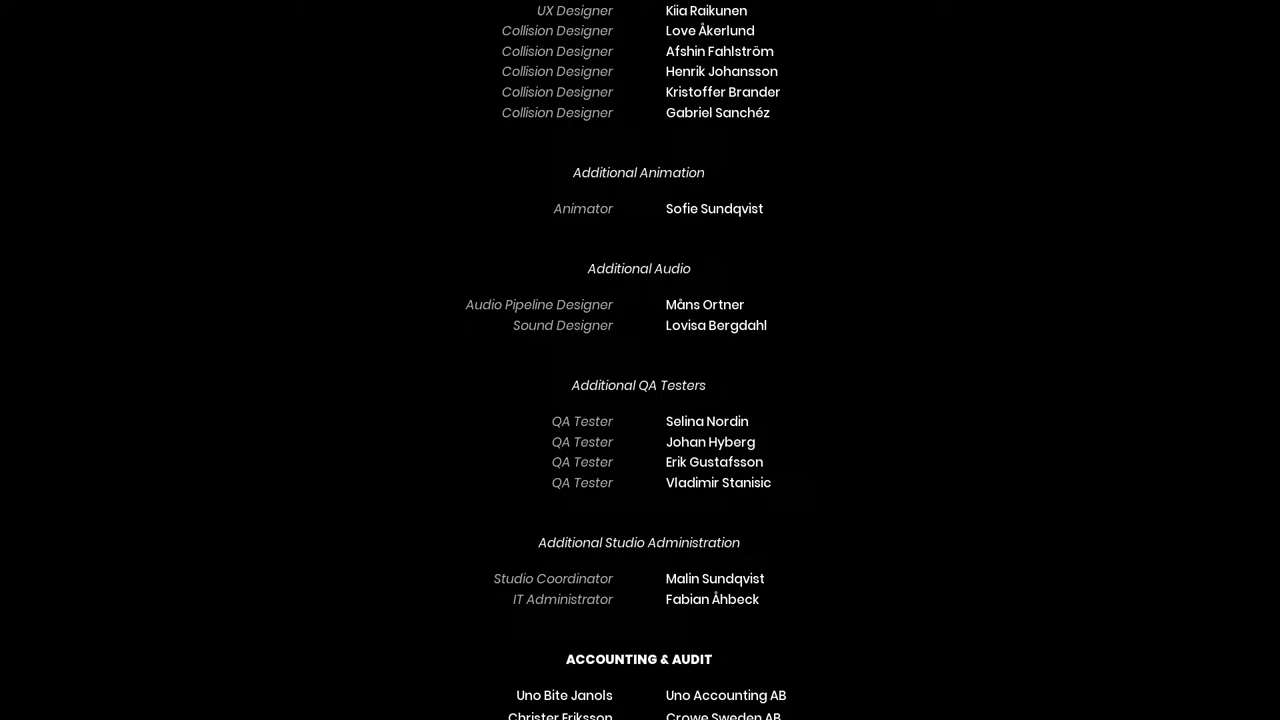 UX Designer Kiia Raikunen
Collision Designer Love Åkerlund
Collision Designer Afshin Fahlström
Collision Designer Henrik Johansson
Collision Designer Kristoffer Brander
Collision Designer Gabriel Sanchéz
Additional Animation
Animator Sofie Sundqvist
Additional Audio
Audio Pipeline Designer Måns Ortner
Sound Designer Lovisa Bergdahl
Additional QA Testers
QA Tester Selina Nordin
QA Tester Johan Hyberg
QA Tester Erik Gustafsson
QA Tester Vladimir Stanisic
Additional Studio Administration
Studio Coordinator Malin Sundqvist
IT Administrator Fabian Åhbeck
ACCOUNTING & AUDIT
Uno Bite Janols Uno Accounting AB
Christer Eriksson Crowe Sweden AB